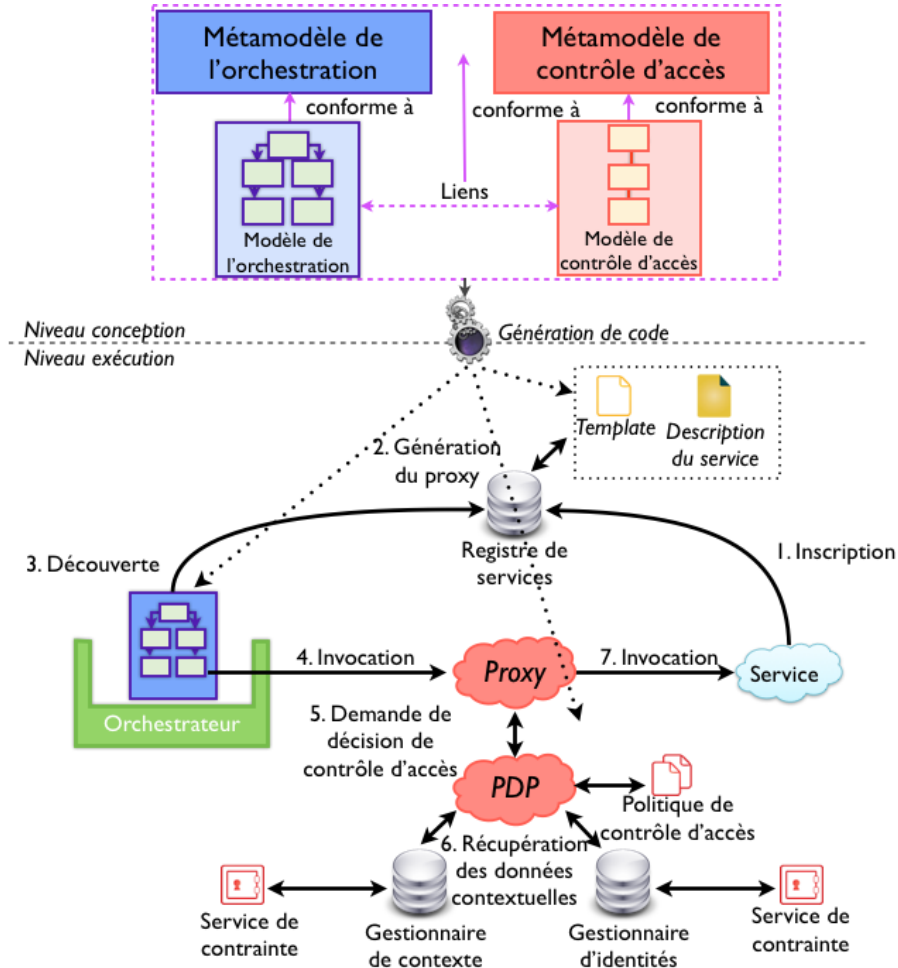 Métamodèle de
l'orchestration
Métamodèle de
contrôle d'accès
conforme à
conforme à
conforme à
Liens
Modèle de
l'orchestration
Modèle de
contrôle d'accès
Niveau conception
Génération de code
Niveau exécution
Template
Description
du service
2. Génération
du proxy
Registre de
services
1. Inscription
3. Découverte
4. Invocation
Proxy
7. Invocation
Service
Orchestrateur
5. Demande de
décision de
contrôle d'accès
PDP
Politique de
contrôle d'accès
6. Récupération
des données
contextuelles
Service de
contrainte
Gestionnaire
de contexte
Gestionnaire
d'identités
Service de
contrainte